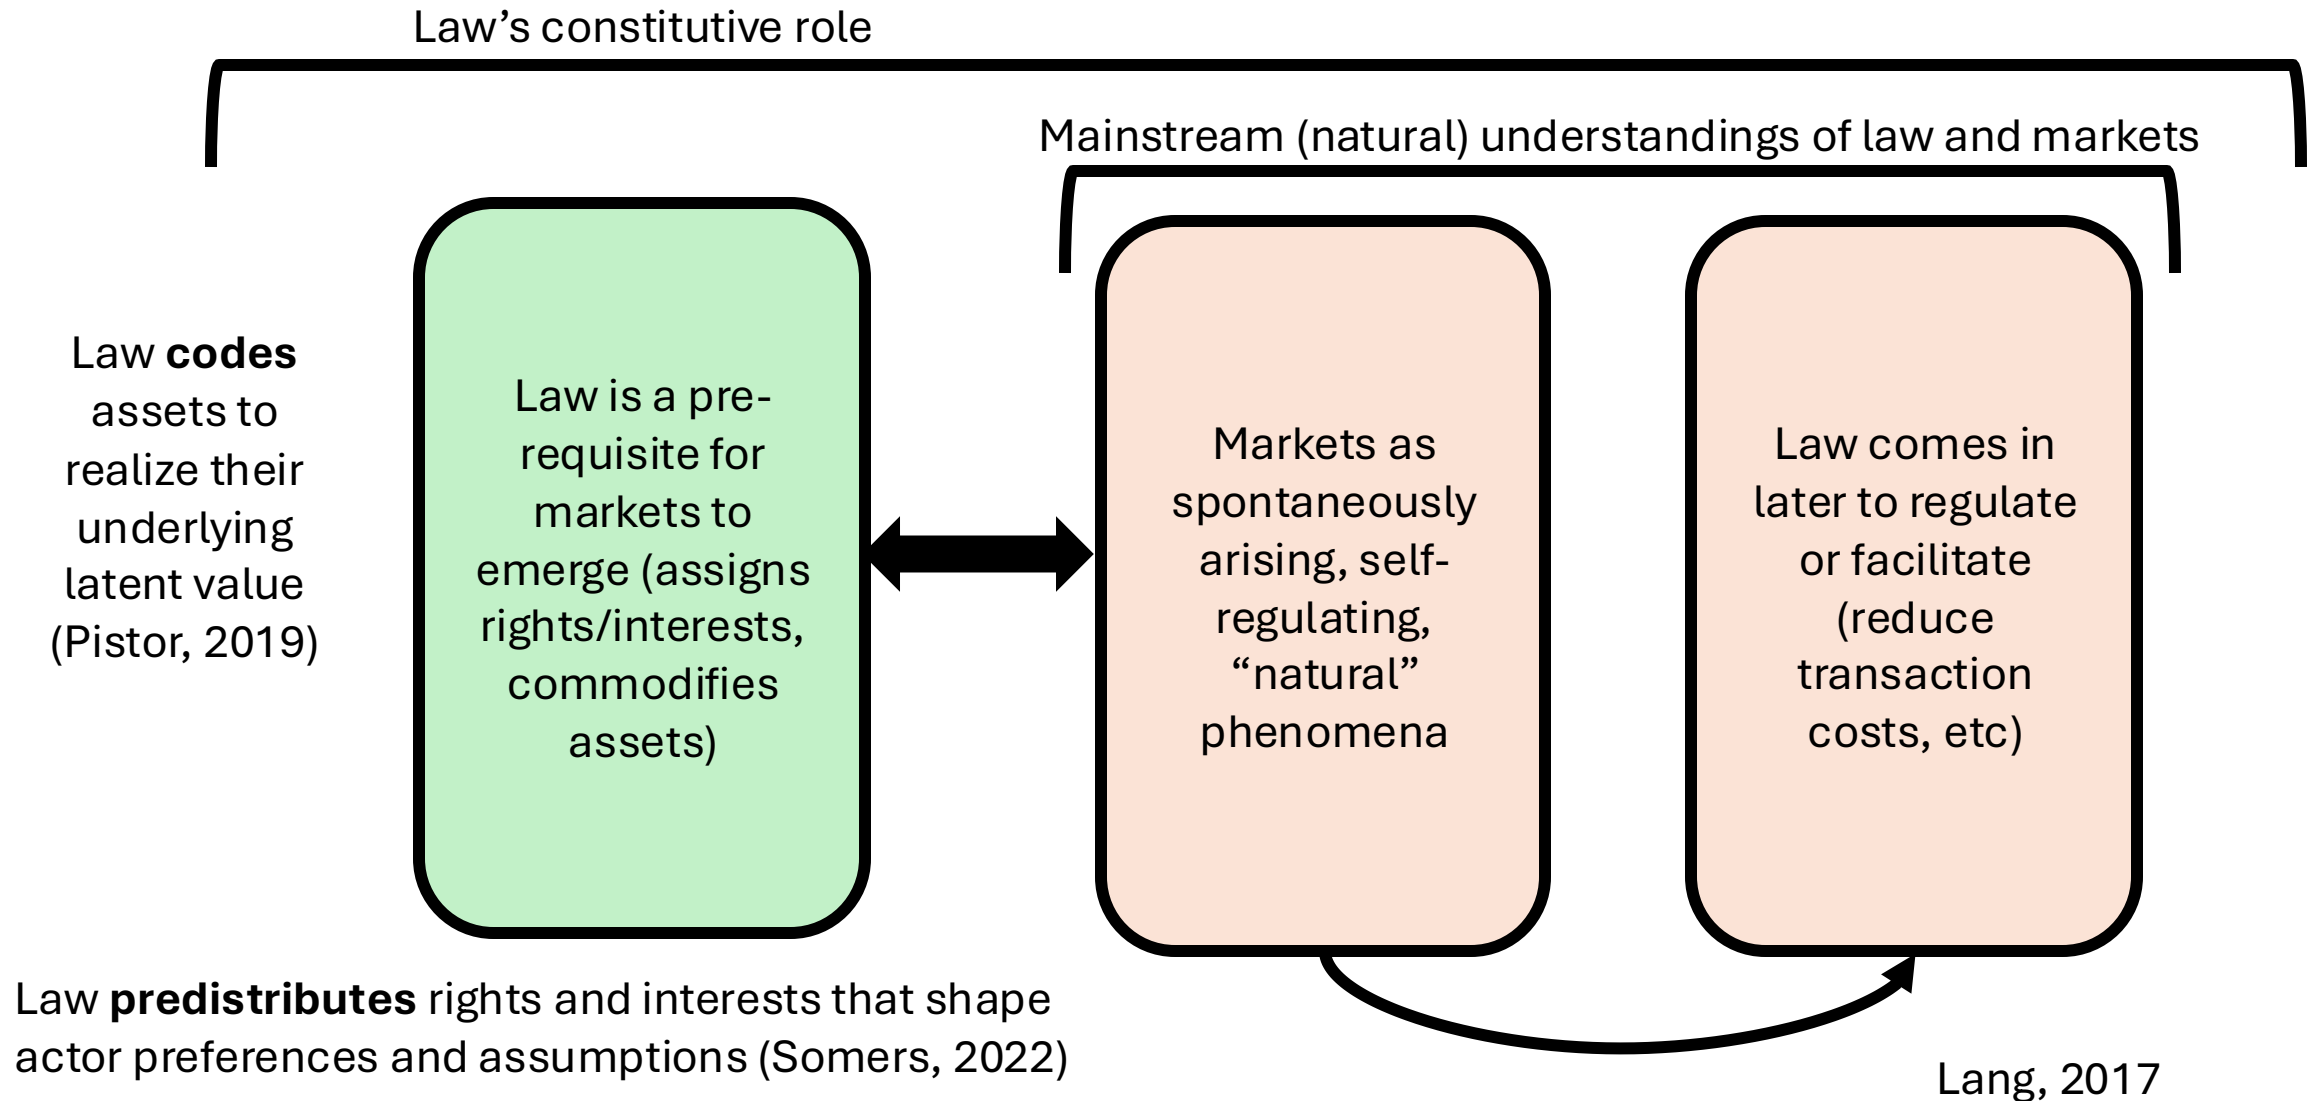 Law’s constitutive role
Mainstream (natural) understandings of law and markets
Law codes
assets to
realize their
underlying
latent value
(Pistor, 2019)
Law is a pre-
requisite for
markets to
emerge (assigns
rights/interests,
commodifies
assets)
Markets as
spontaneously
arising, self-
regulating,
“natural”
phenomena
Law comes in
later to regulate
or facilitate
(reduce
transaction
costs, etc)
Law predistributes rights and interests that shape
actor preferences and assumptions (Somers, 2022)
Lang, 2017